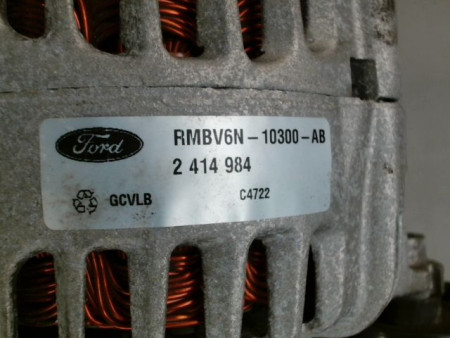 Ford
RMBV6N-10300-AB
2 414 984
GCVLB C4722